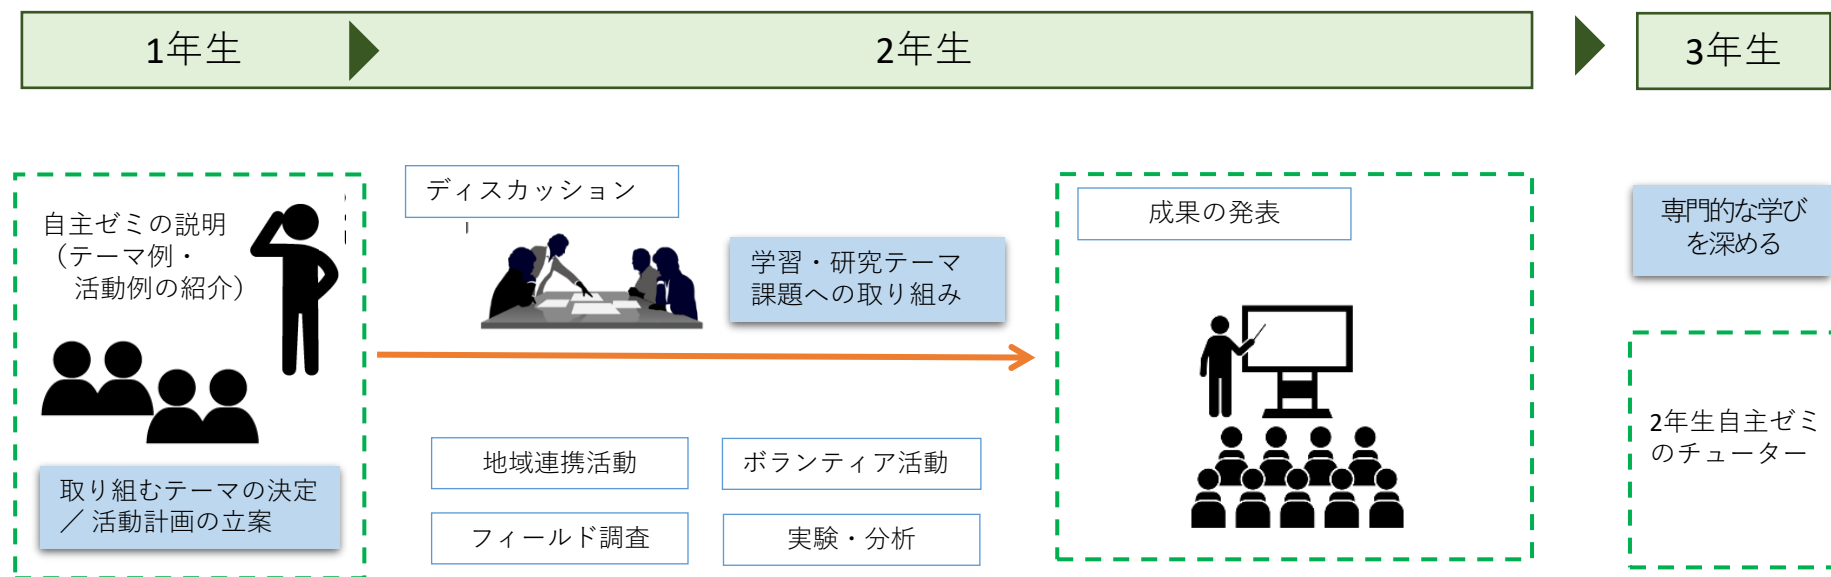 1年生
2年生
3年生
自主ゼミの説明
（テーマ例・
活動例の紹介）
取り組むテーマの決定
／活動計画の立案
ディスカッション
学習・研究テーマ
課題への取り組み
地域連携活動
ボランティア活動
フィールド調査
実験・分析
成果の発表
専門的な学び
を深める
2年生自主ゼミ
のチューター